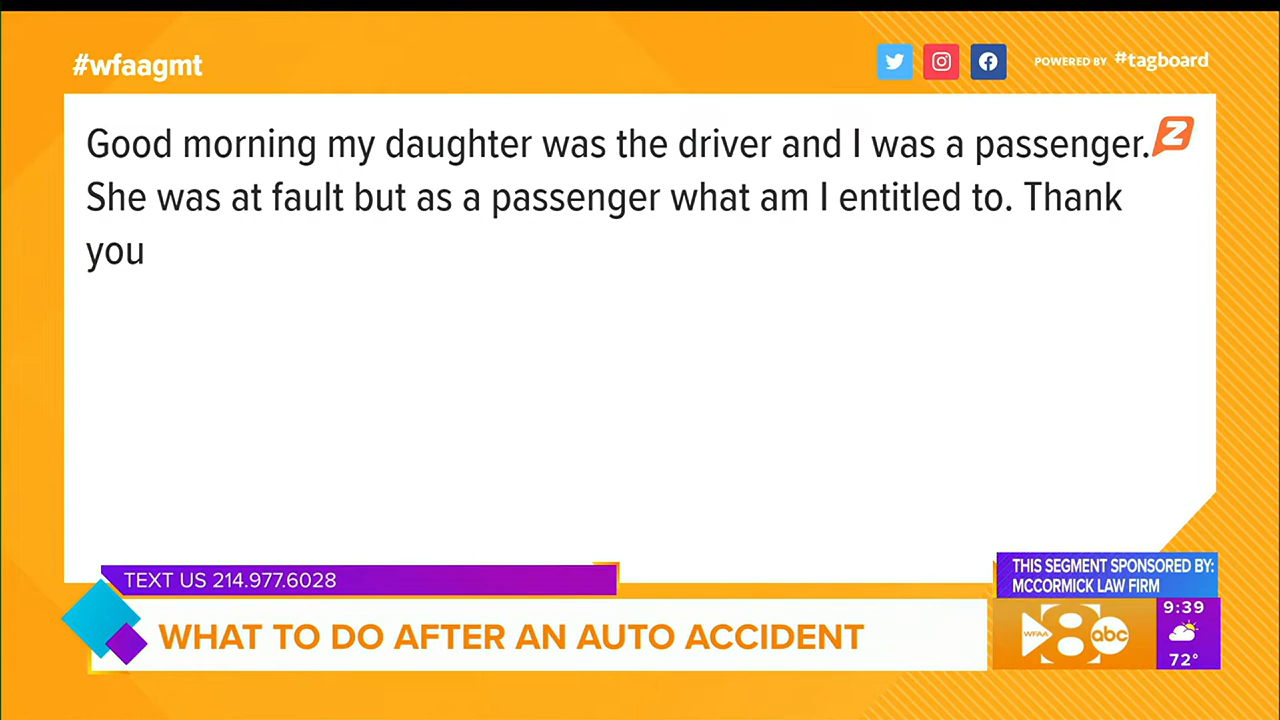 #wfaagmt
POWERED BY #tagboard
Good morning my daughter was the driver and I was a passenger.
She was at fault but as a passenger what am I entitled to. Thank
you
TEXT US 214.977.6028
WHAT TO DO AFTER AN AUTO ACCIDENT
THIS SEGMENT SPONSORED BY:
MCCORMICK LAW FIRM
WFAA 8 abc
9:39
72°